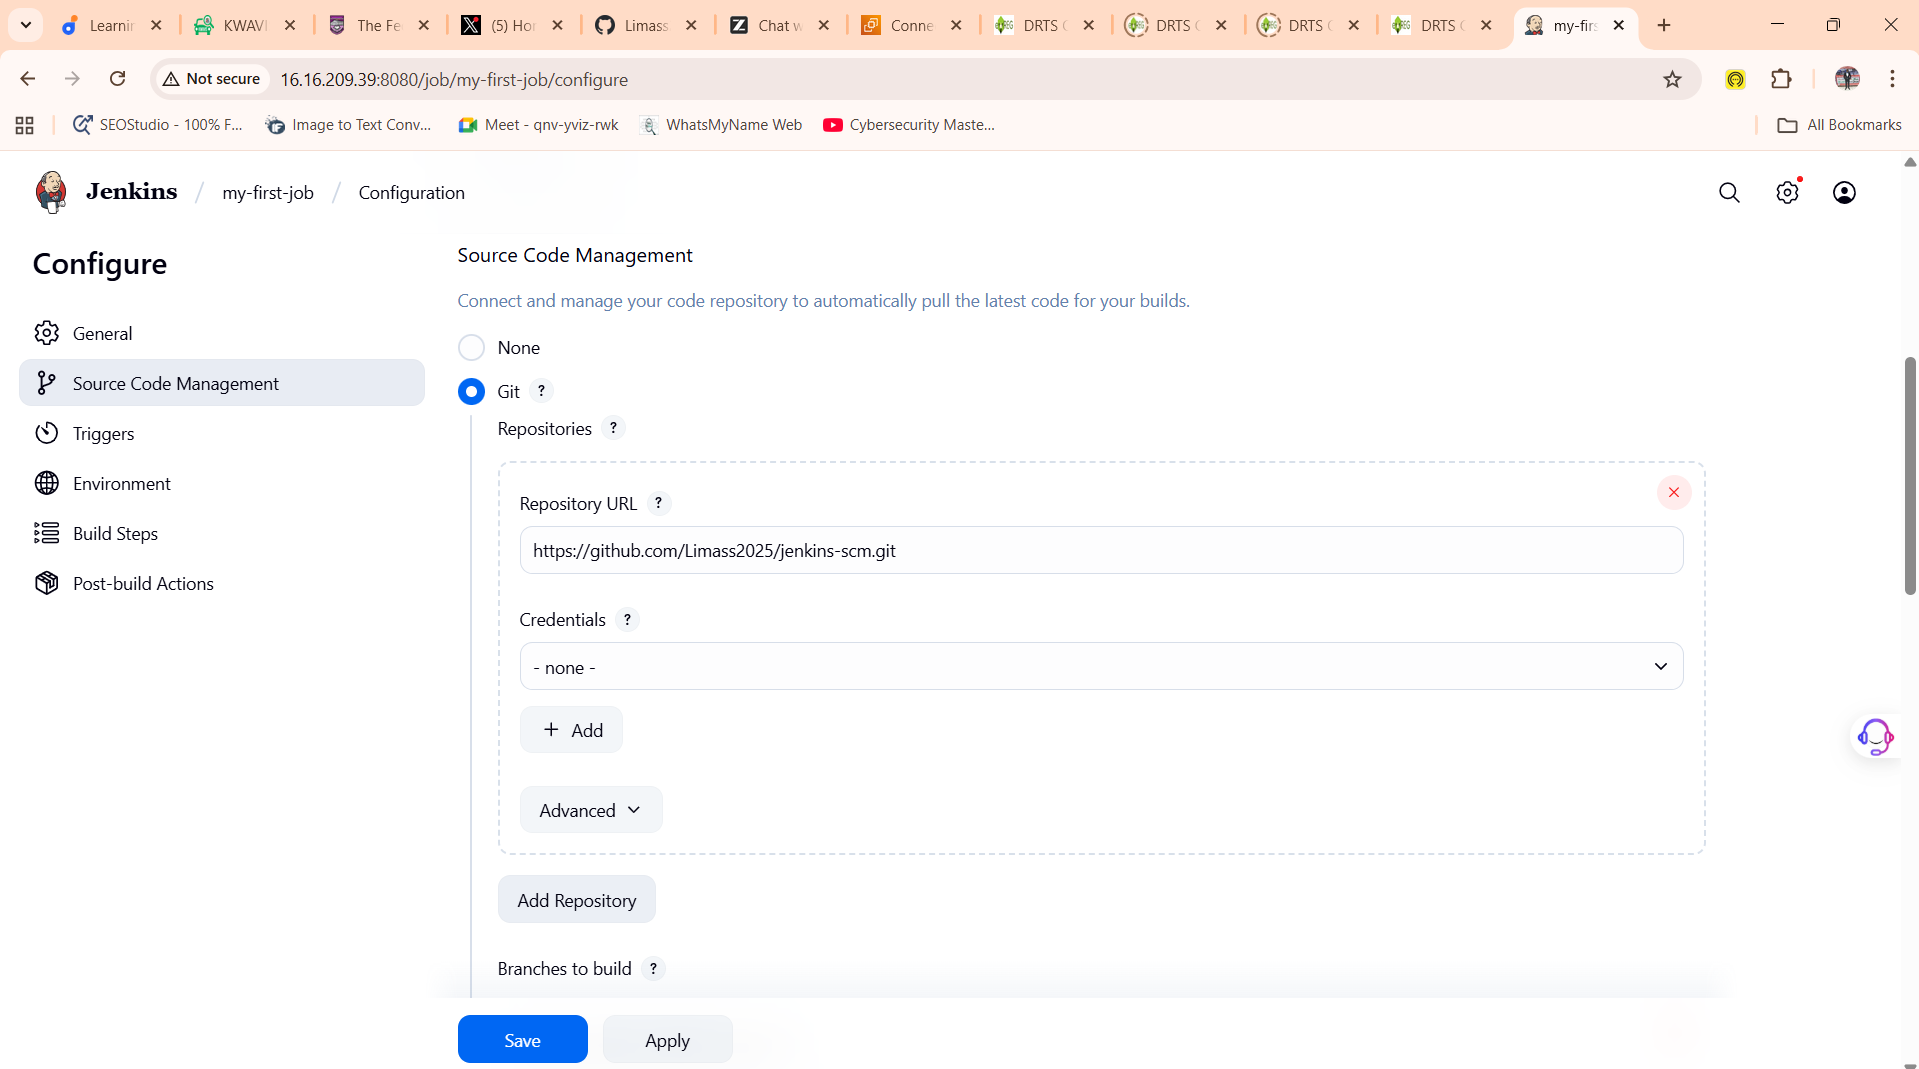 Learnin
KWAVI
The Fe
(5) Ho
Limass
Chat w
Conne
DRTS
DRTS
DRTS
DRTS
my-firs
Not secure
16.16.209.39:8080/job/my-first-job/configure
SEOStudio - 100% F...
Image to Text Conv...
Meet - qnv-yviz-rwk
WhatsMyName Web
Cybersecurity Maste...
All Bookmarks
Jenkins / my-first-job / Configuration
Configure
General
Source Code Management
Triggers
Environment
Build Steps
Post-build Actions
Source Code Management
Connect and manage your code repository to automatically pull the latest code for your builds.
None
Git ?
Repositories ?
Repository URL ?
https://github.com/Limass2025/jenkins-scm.git
Credentials ?
- none -
+ Add
Advanced
Add Repository
Branches to build ?
Save
Apply